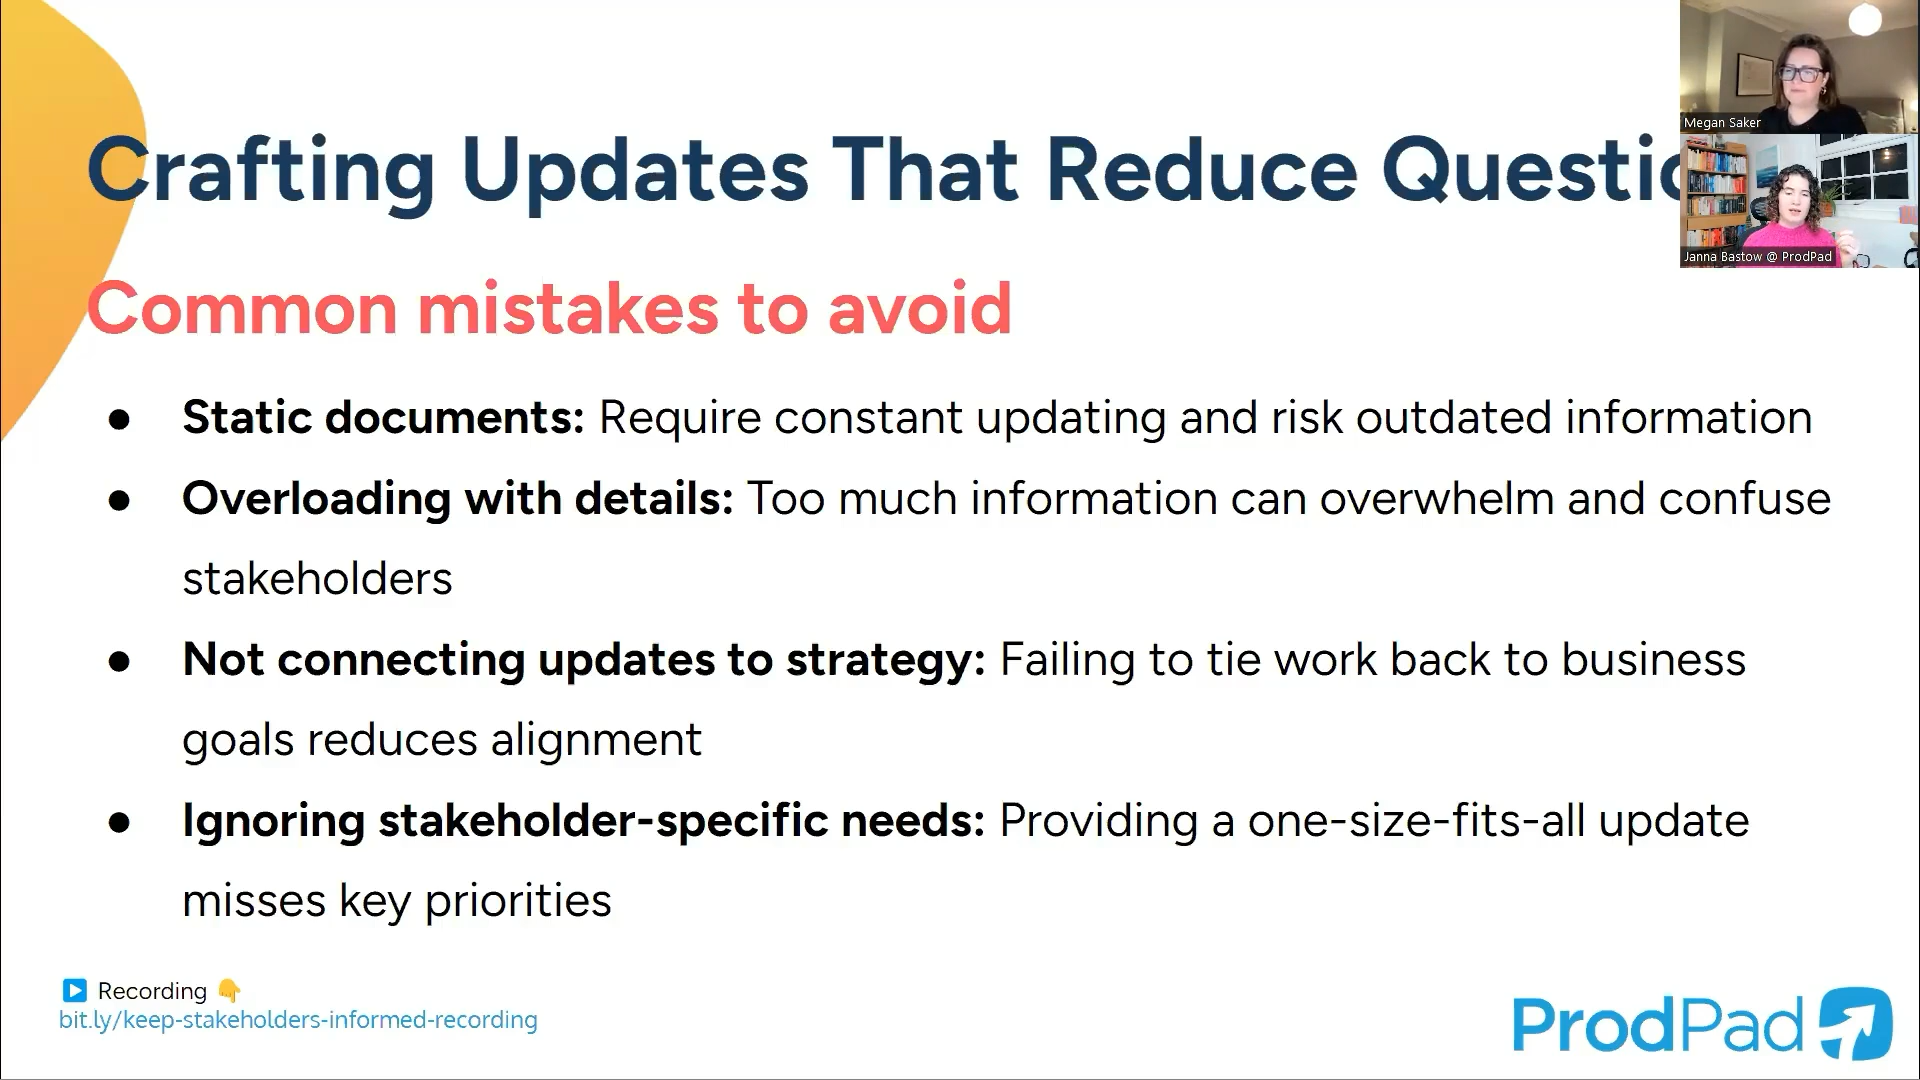 Crafting Updates That Reduce Questio
Megan Saker
Janna Bastow @ ProdPad
Common mistakes to avoid
● Static documents: Require constant updating and risk outdated information
● Overloading with details: Too much information can overwhelm and confuse
stakeholders
● Not connecting updates to strategy: Failing to tie work back to business
goals reduces alignment
● Ignoring stakeholder-specific needs: Providing a one-size-fits-all update
misses key priorities
▶️ Recording 👇
bit.ly/keep-stakeholders-informed-recording
ProdPad